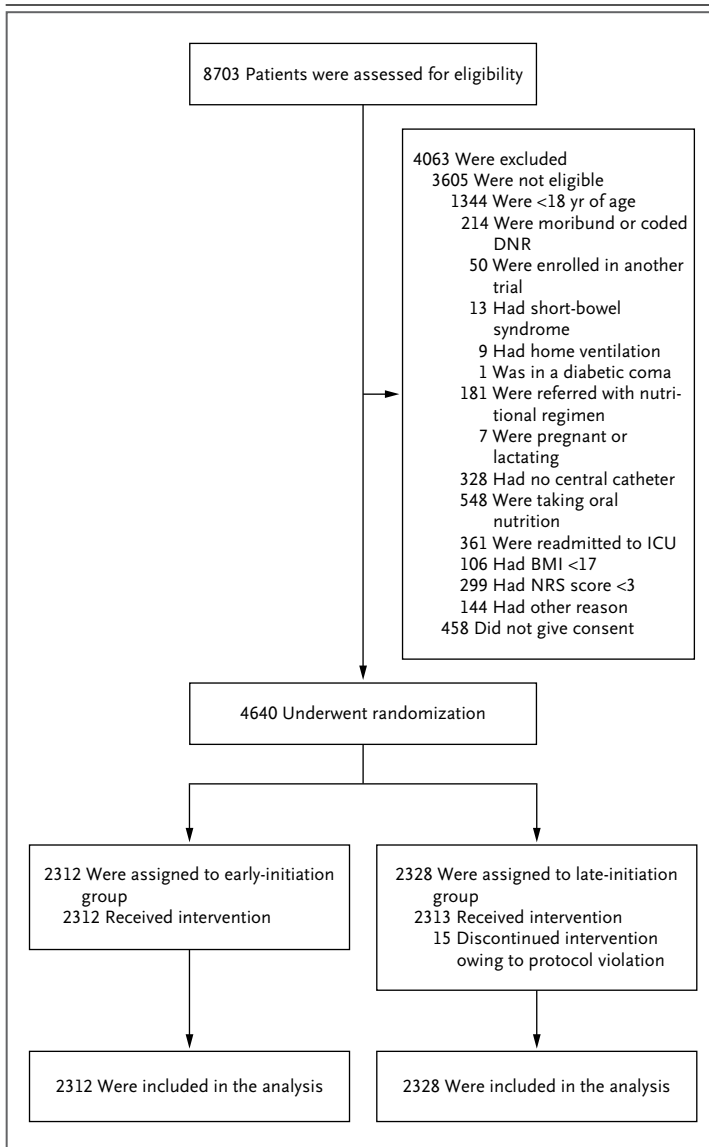 8703 Patients were assessed for eligibility
4063 Were excluded
3605 Were not eligible
1344 Were <18 yr of age
214 Were moribund or coded
DNR
50 Were enrolled in another
trial
13 Had short-bowel
syndrome
9 Had home ventilation
1 Was in a diabetic coma
181 Were referred with nutri-
tional regimen
7 Were pregnant or
lactating
328 Had no central catheter
548 Were taking oral
nutrition
361 Were readmitted to ICU
106 Had BMI <17
299 Had NRS score <3
144 Had other reason
458 Did not give consent
4640 Underwent randomization
2312 Were assigned to early-initiation
group
2312 Received intervention
2328 Were assigned to late-initiation
group
2313 Received intervention
15 Discontinued intervention
owing to protocol violation
2312 Were included in the analysis
2328 Were included in the analysis